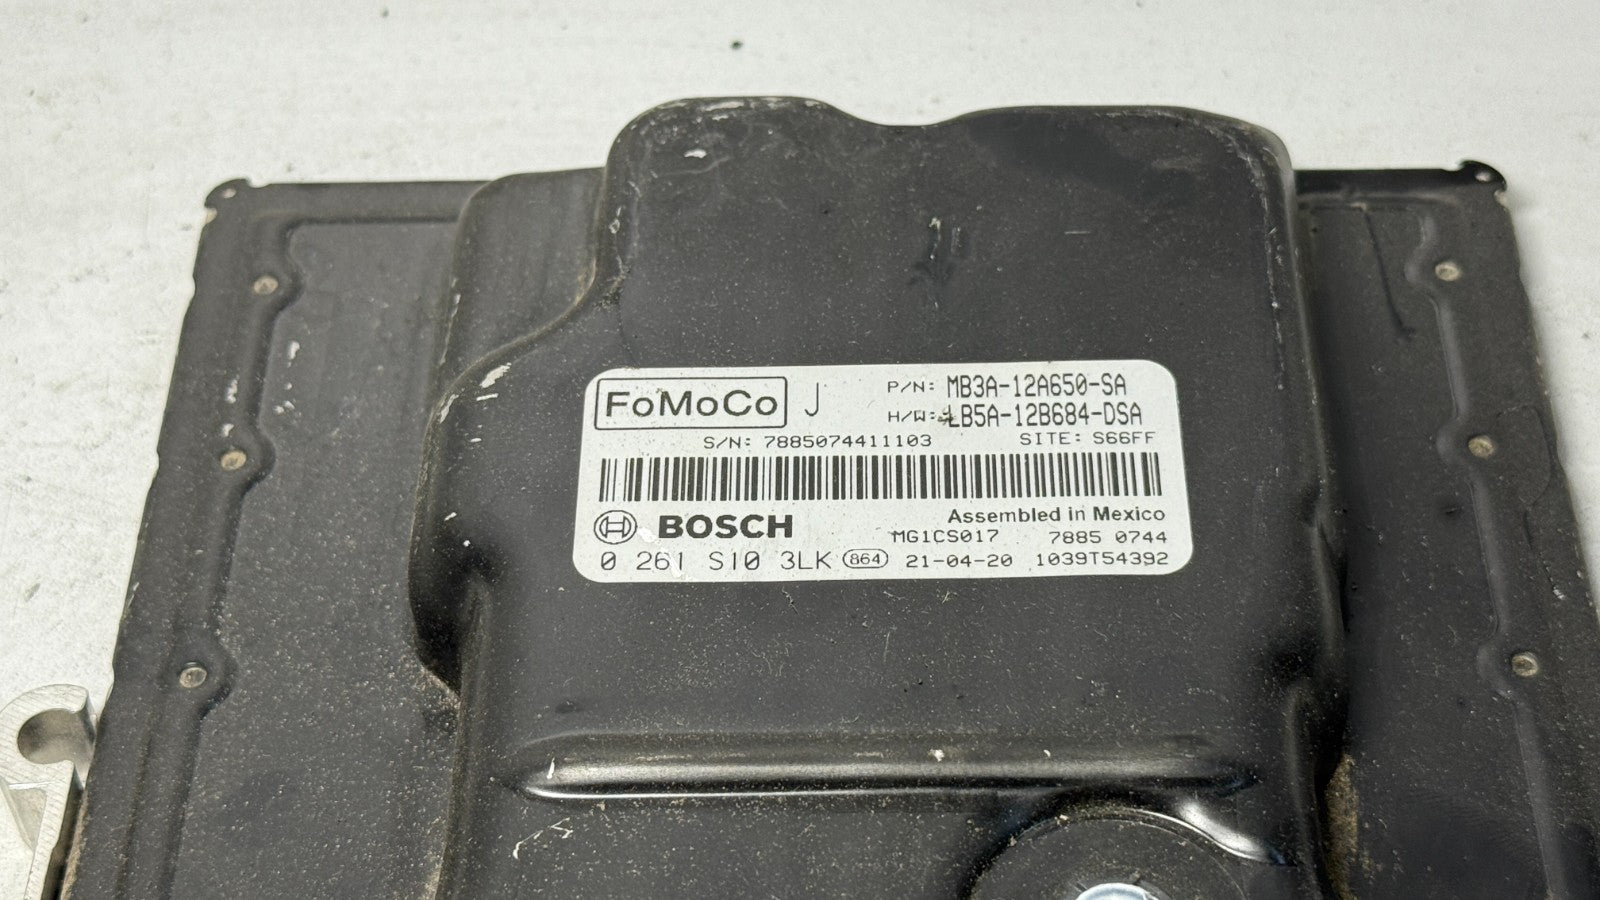 FoMoCo J P/N: MB3A-12A650-SA
H/W: LB5A-12B684-DSA
S/N: 7885074411103 SITE: S66FF
BOSCH Assembled in Mexico
MG1CS017 7885 0744
0 261 S10 3LK 864 21-04-20 1039T54392